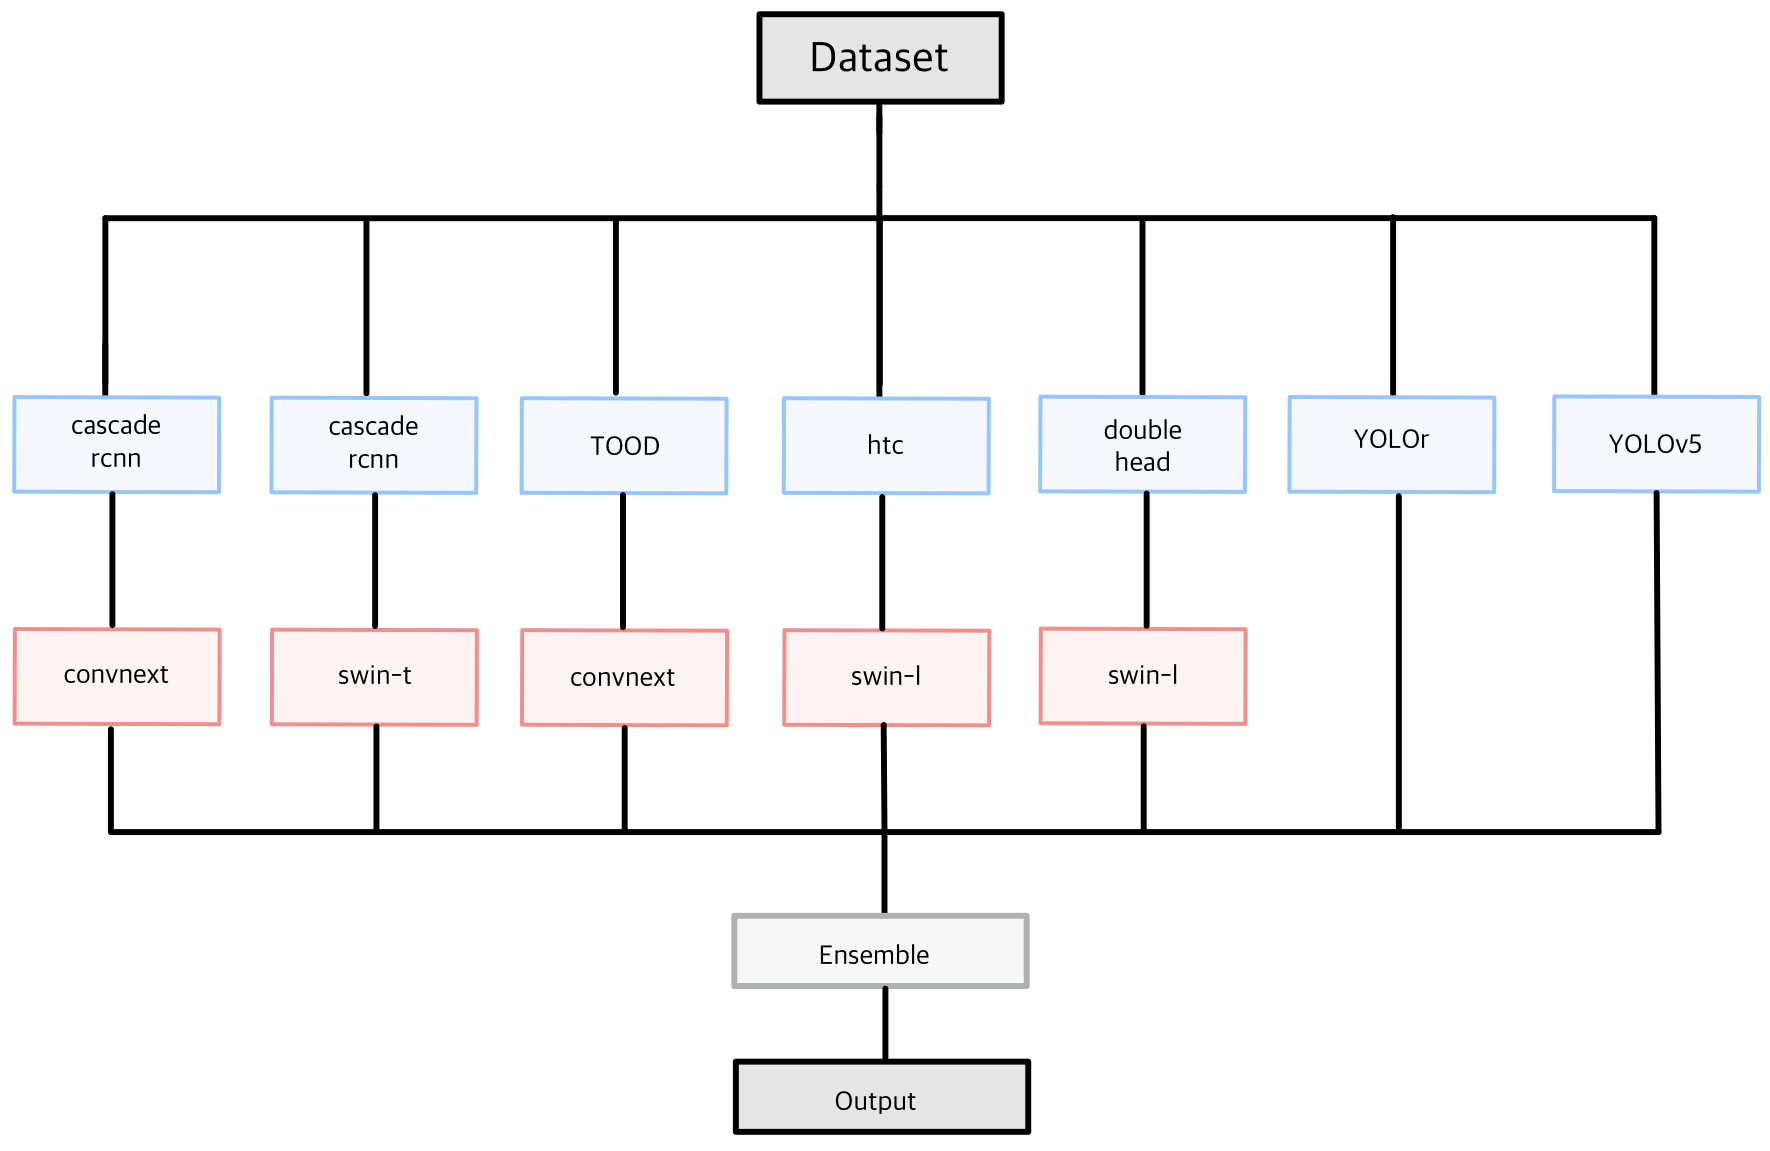 Dataset
cascade
rcnn
cascade
rcnn
TOOD
htc
double
head
YOLOr
YOLOv5
convnext
swin-t
convnext
swin-l
swin-l
Ensemble
Output